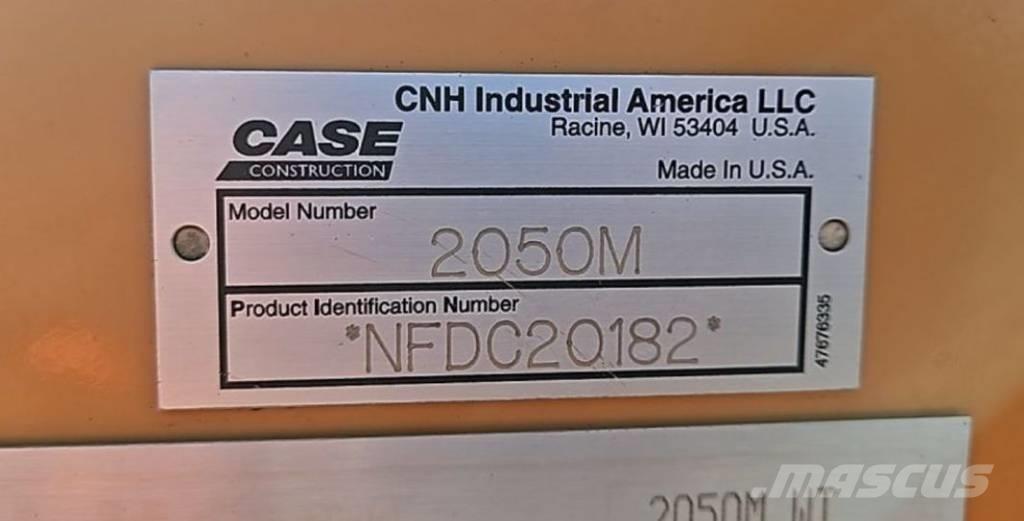 CNH Industrial America LLC
Racine, WI 53404 U.S.A.
CASE
CONSTRUCTION
Made In U.S.A.
Model Number
2050M
Product Identification Number
*NFDC20182*
47676335
2050M WT
MASCUS